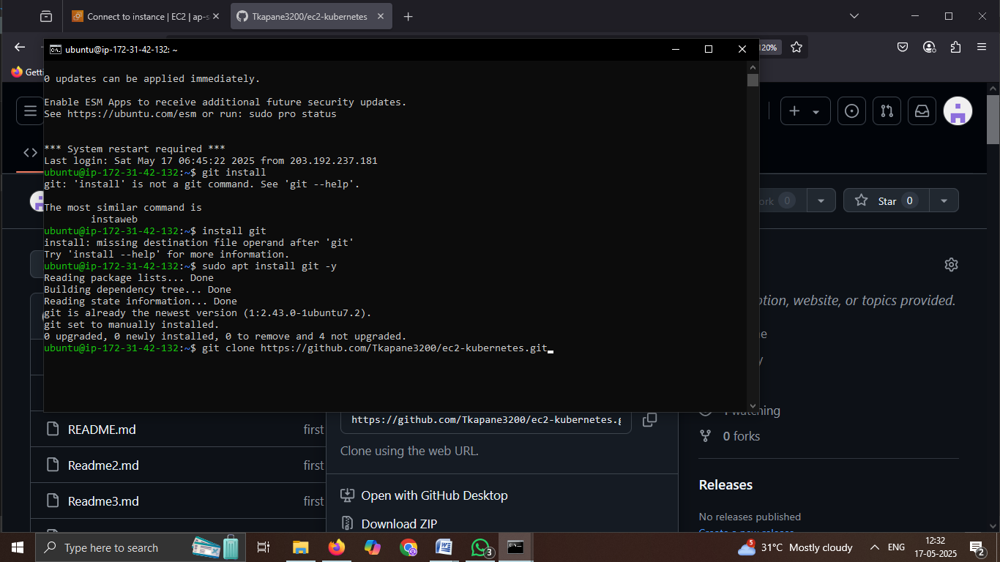 Connect to instance | EC2 | ap-s
Tkapane3200/ec2-kubernetes
ubuntu@ip-172-31-42-132: ~
120%
0 updates can be applied immediately.
Enable ESM Apps to receive additional future security updates.
See https://ubuntu.com/esm or run: sudo pro status
*** System restart required ***
Last login: Sat May 17 06:45:22 2025 from 203.192.237.181
ubuntu@ip-172-31-42-132:~$ git install
git: 'install' is not a git command. See 'git --help'.
The most similar command is
instaweb
ubuntu@ip-172-31-42-132:~$ install git
install: missing destination file operand after 'git'
Try 'install --help' for more information.
ubuntu@ip-172-31-42-132:~$ sudo apt install git -y
Reading package lists... Done
Building dependency tree... Done
Reading state information... Done
git is already the newest version (1:2.43.0-1ubuntu7.2).
git set to manually installed.
0 upgraded, 0 newly installed, 0 to remove and 4 not upgraded.
ubuntu@ip-172-31-42-132:~$ git clone https://github.com/Tkapane3200/ec2-kubernetes.git
Getti
ork 0
Star 0
ption, website, or topics provided.
watching
0 forks
Releases
No releases published
Create a new release
https://github.com/Tkapane3200/ec2-kubernetes.g
Clone using the web URL.
Open with GitHub Desktop
Download ZIP
README.md first
Readme2.md first
Readme3.md first
Type here to search
3
5
31°C Mostly cloudy
ENG
12:32
17-05-2025
2